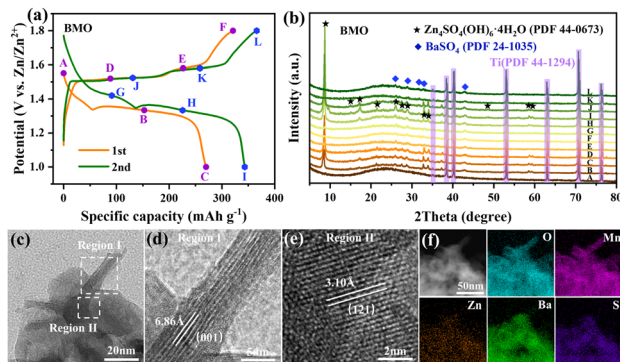 (a)
BMO
Potential (V vs. Zn/Zn²⁺)
1.8
1.6
1.4
1.2
1.0
A
D
E
F
L
J
K
G
B
H
C
I
1st
2nd
0
100
200
300
400
Specific capacity (mAh g⁻¹)
(b)
BMO
★ Zn₄SO₄(OH)₆·4H₂O (PDF 44-0673)
◆ BaSO₄ (PDF 24-1035)
Ti(PDF 44-1294)
Intensity (a.u.)
L
K
J
I
H
G
F
E
D
C
B
A
10 20 30 40 50 60 70 80
2Theta (degree)
(c)
Region I
Region II
20nm
(d)
Region I
6.86Å
(001)
5nm
(e)
Region II
3.10Å
(1̄21)
2nm
(f)
50nm
O
Mn
Zn
Ba
S